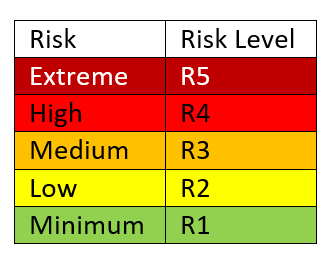 Risk Risk Level
Extreme R5
High R4
Medium R3
Low R2
Minimum R1